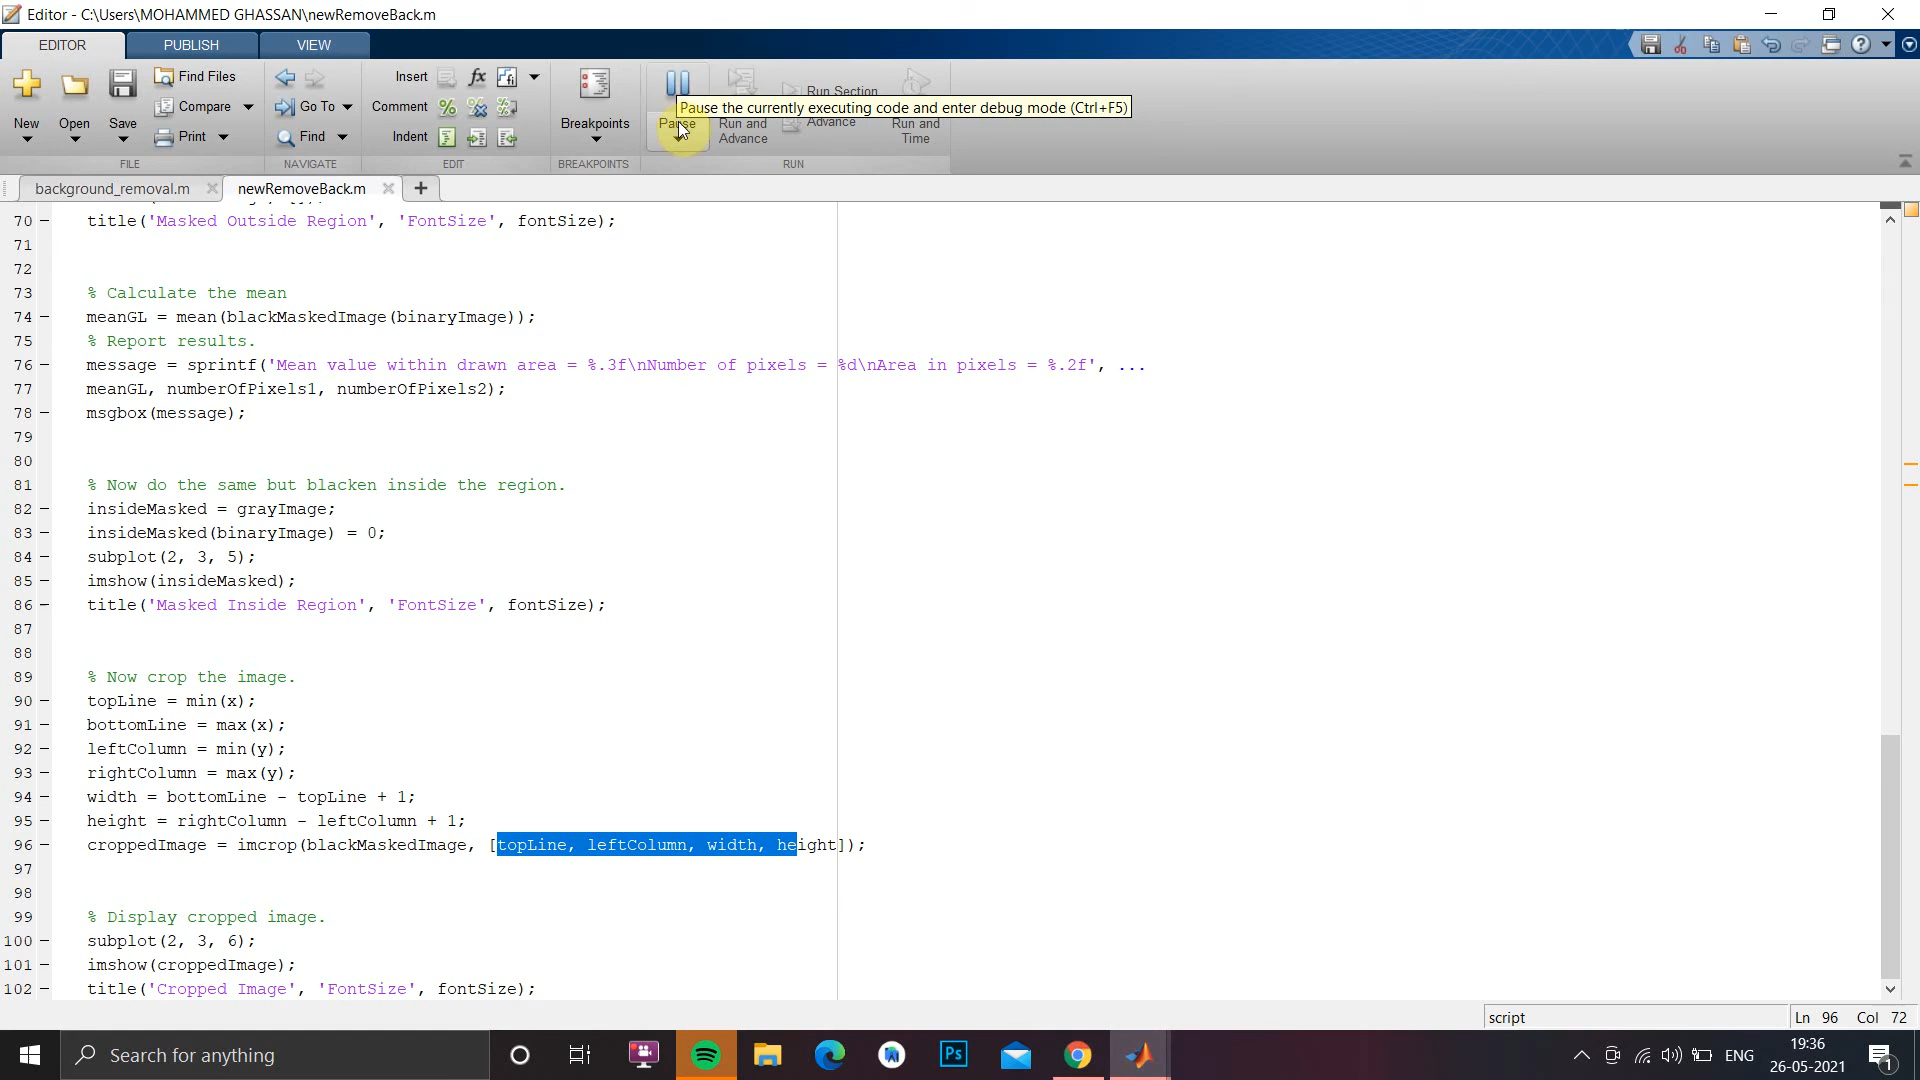 Editor - C:\Users\MOHAMMED GHASSAN\newRemoveBack.m
EDITOR PUBLISH VIEW
New Open Save Find Files Compare Print
FILE
Go To Find
NAVIGATE
Insert fx
Comment
Indent
EDIT
Breakpoints
BREAKPOINTS
Pause Run and Advance Run Section Advance Run and Time
RUN
Pause the currently executing code and enter debug mode (Ctrl+F5)
background_removal.m newRemoveBack.m
70 title('Masked Outside Region', 'FontSize', fontSize);
71
72
73 % Calculate the mean
74 meanGL = mean(blackMaskedImage(binaryImage));
75 % Report results.
76 message = sprintf('Mean value within drawn area = %.3f\nNumber of pixels = %d\nArea in pixels = %.2f', ...
77 meanGL, numberOfPixels1, numberOfPixels2);
78 msgbox(message);
79
80
81 % Now do the same but blacken inside the region.
82 insideMasked = grayImage;
83 insideMasked(binaryImage) = 0;
84 subplot(2, 3, 5);
85 imshow(insideMasked);
86 title('Masked Inside Region', 'FontSize', fontSize);
87
88
89 % Now crop the image.
90 topLine = min(x);
91 bottomLine = max(x);
92 leftColumn = min(y);
93 rightColumn = max(y);
94 width = bottomLine - topLine + 1;
95 height = rightColumn - leftColumn + 1;
96 croppedImage = imcrop(blackMaskedImage, [topLine, leftColumn, width, height]);
97
98
99 % Display cropped image.
100 subplot(2, 3, 6);
101 imshow(croppedImage);
102 title('Cropped Image', 'FontSize', fontSize);
script Ln 96 Col 72
Search for anything
Ps
ENG
19:36
26-05-2021
1